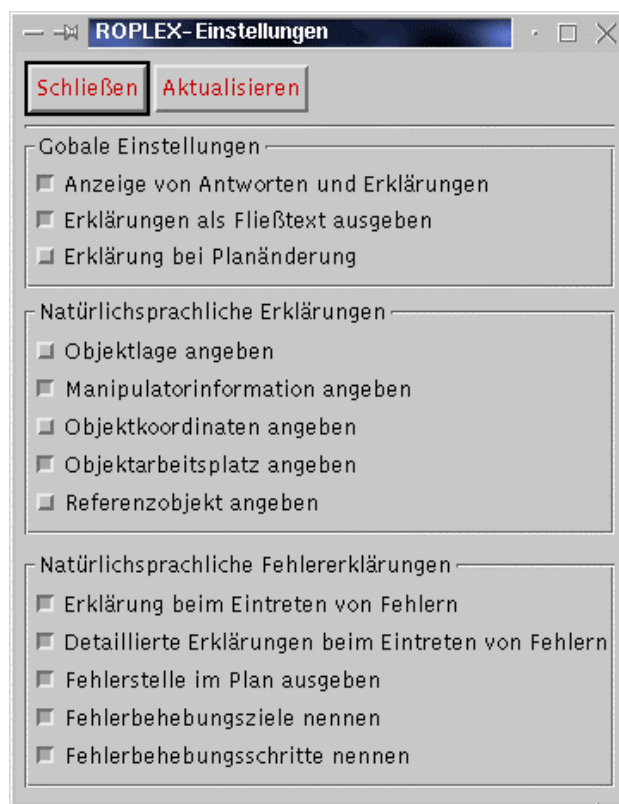 ROPLEX-Einstellungen
Schließen Aktualisieren
Gobale Einstellungen
Anzeige von Antworten und Erklärungen
Erklärungen als Fließtext ausgeben
Erklärung bei Planänderung
Natürlichsprachliche Erklärungen
Objektlage angeben
Manipulatorinformation angeben
Objektkoordinaten angeben
Objektarbeitsplatz angeben
Referenzobjekt angeben
Natürlichsprachliche Fehlererklärungen
Erklärung beim Eintreten von Fehlern
Detaillierte Erklärungen beim Eintreten von Fehlern
Fehlerstelle im Plan ausgeben
Fehlerbehebungsziele nennen
Fehlerbehebungsschritte nennen